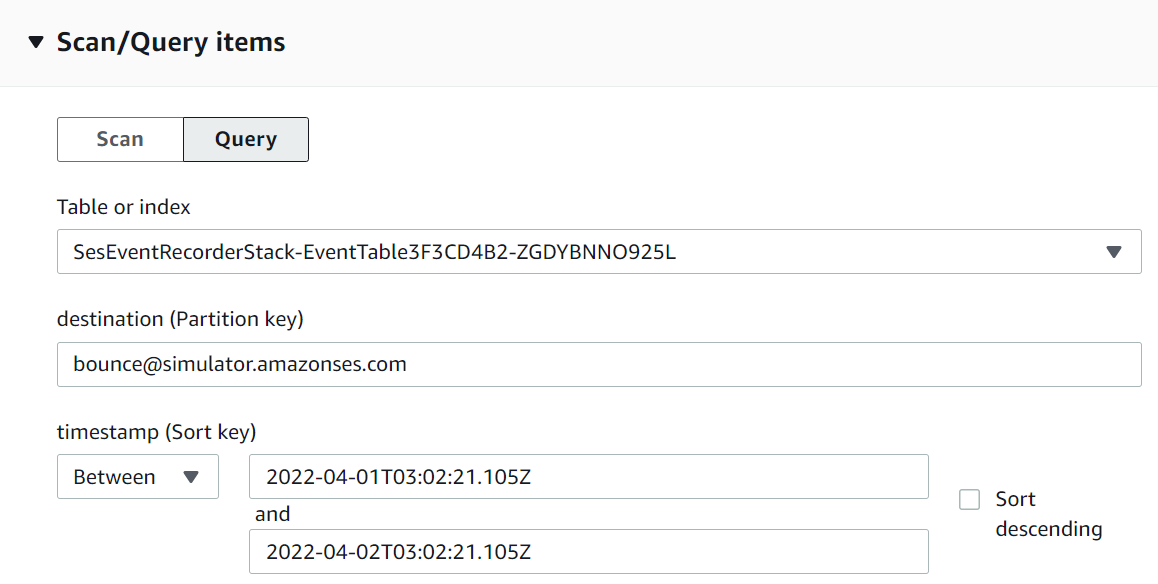 Scan/Query items
Scan Query
Table or index
SesEventRecorderStack-EventTable3F3CD4B2-ZGDYBNNO925L
destination (Partition key)
bounce@simulator.amazonses.com
timestamp (Sort key)
Between 2022-04-01T03:02:21.105Z
and
2022-04-02T03:02:21.105Z
Sort
descending